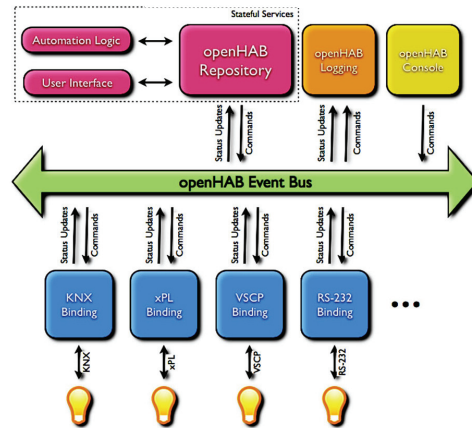 Stateful Services
Automation Logic
User Interface
openHAB
Repository
openHAB
Logging
openHAB
Console
Status Updates
Commands
Status Updates
Commands
Commands
openHAB Event Bus
Status Updates
Commands
Status Updates
Commands
Status Updates
Commands
Status Updates
Commands
KNX
Binding
xPL
Binding
VSCP
Binding
RS-232
Binding
...
KNX
xPL
VSCP
RS-232